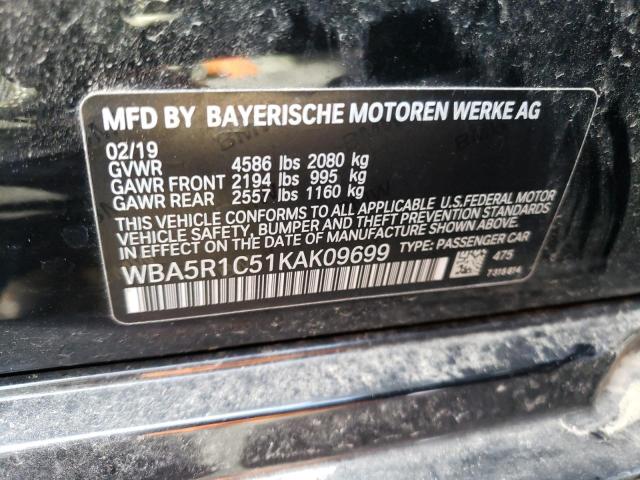 MFD BY BAYERISCHE MOTOREN WERKE AG
02/19
GVWR 4586 lbs 2080 kg
GAWR FRONT 2194 lbs 995 kg
GAWR REAR 2557 lbs 1160 kg
THIS VEHICLE CONFORMS TO ALL APPLICABLE U.S.FEDERAL MOTOR
VEHICLE SAFETY, BUMPER AND THEFT PREVENTION STANDARDS
IN EFFECT ON THE DATE OF MANUFACTURE SHOWN ABOVE.
WBA5R1C51KAK09699 TYPE: PASSENGER CAR
475